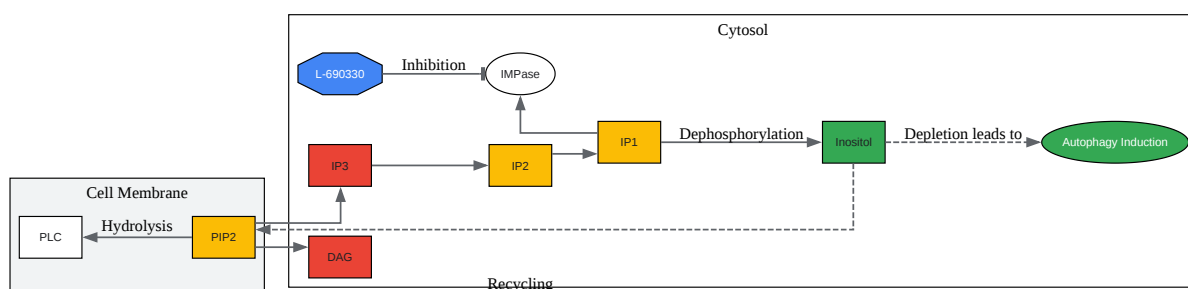 Cytosol
L-690330
Inhibition
IMPase
IP1
Dephosphorylation
Inositol
Depletion leads to
Autophagy Induction
IP3
IP2
Cell Membrane
PLC
Hydrolysis
PIP2
DAG
Recycling